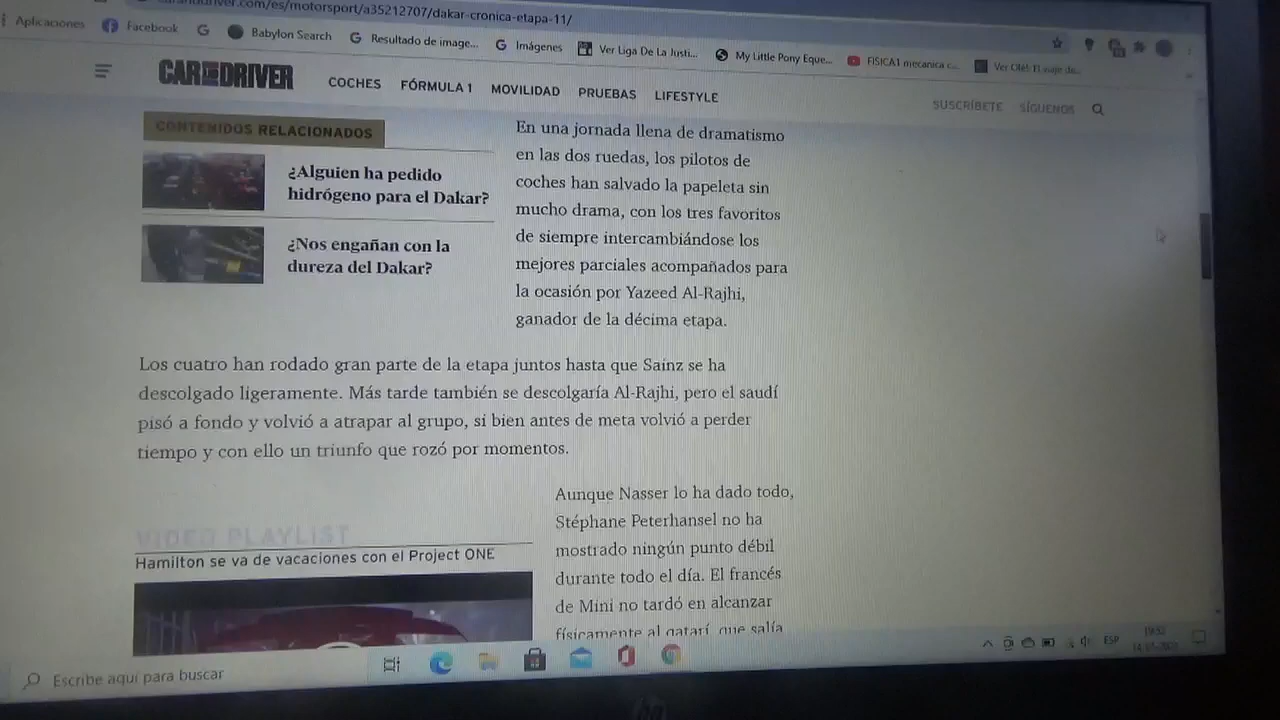 caranddriver.com/es/motorsport/a35212707/dakar-cronica-etapa-11/
Aplicaciones Facebook Babylon Search Resultado de image... Imágenes Ver Liga De La Justi... My Little Pony Eque... FISICA1 mecanica c...
CAR AND DRIVER COCHES FÓRMULA 1 MOVILIDAD PRUEBAS LIFESTYLE SUSCRÍBETE SÍGUENOS
CONTENIDOS RELACIONADOS
¿Alguien ha pedido
hidrógeno para el Dakar?
¿Nos engañan con la
dureza del Dakar?
En una jornada llena de dramatismo
en las dos ruedas, los pilotos de
coches han salvado la papeleta sin
mucho drama, con los tres favoritos
de siempre intercambiándose los
mejores parciales acompañados para
la ocasión por Yazeed Al-Rajhi,
ganador de la décima etapa.
Los cuatro han rodado gran parte de la etapa juntos hasta que Sainz se ha
descolgado ligeramente. Más tarde también se descolgaría Al-Rajhi, pero el saudí
pisó a fondo y volvió a atrapar al grupo, si bien antes de meta volvió a perder
tiempo y con ello un triunfo que rozó por momentos.
VIDEO PLAYLIST
Hamilton se va de vacaciones con el Project ONE
Aunque Nasser lo ha dado todo,
Stéphane Peterhansel no ha
mostrado ningún punto débil
durante todo el día. El francés
de Mini no tardó en alcanzar
físicamente al qatarí, que salía
Escribe aquí para buscar
ESP
hp